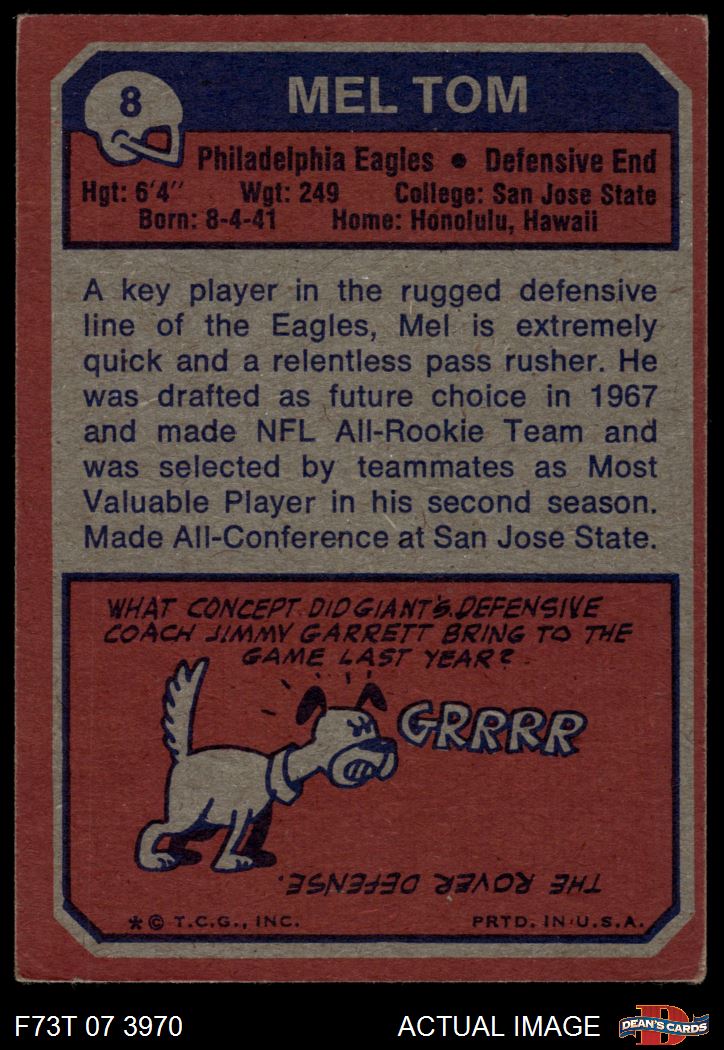 8
MEL TOM
Philadelphia Eagles • Defensive End
Hgt: 6'4" Wgt: 249 College: San Jose State
Born: 8-4-41 Home: Honolulu, Hawaii
A key player in the rugged defensive
line of the Eagles, Mel is extremely
quick and a relentless pass rusher. He
was drafted as future choice in 1967
and made NFL All-Rookie Team and
was selected by teammates as Most
Valuable Player in his second season.
Made All-Conference at San Jose State.
WHAT CONCEPT DID GIANT'S DEFENSIVE
COACH JIMMY GARRETT BRING TO THE
GAME LAST YEAR?
GRRRR
THE ROVER DEFENSE.
* © T.C.G., INC. PRTD. IN U.S.A.
F73T 07 3970 ACTUAL IMAGE
D
DEAN'S CARDS